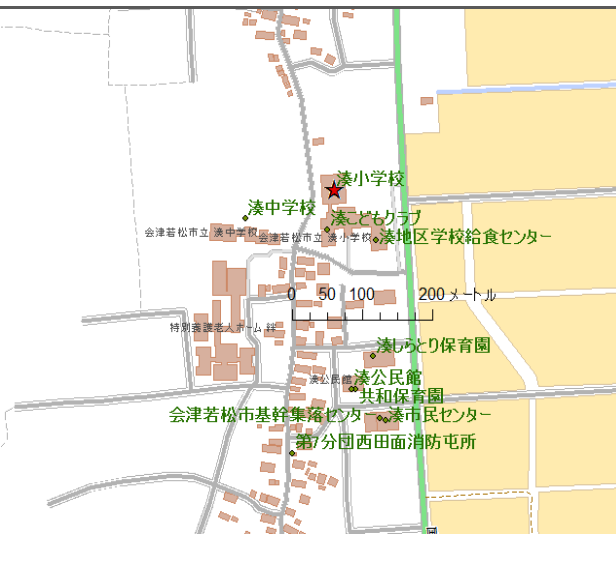 湊小学校
湊中学校
湊こどもクラブ
会津若松市立 湊中学校
会津若松市立 湊小学校
湊地区学校給食センター
0 50 100 200 メートル
特別養護老人ホーム 絆
湊しらとり保育園
湊公民館
湊公民館
共和保育園
会津若松市基幹集落センター
湊市民センター
第7分団西田面消防屯所